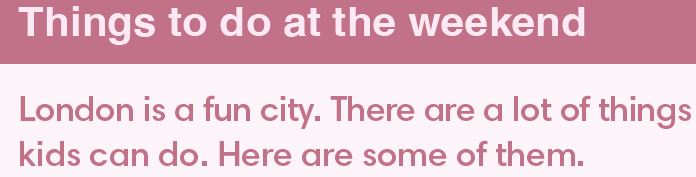 Things to do at the weekend
London is a fun city. There are a lot of things
kids can do. Here are some of them.